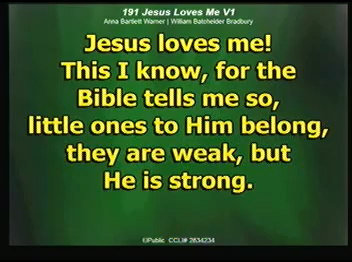 191 Jesus Loves Me V1
Anna Bartlett Warner | William Batchelder Bradbury
Jesus loves me!
This I know, for the
Bible tells me so,
little ones to Him belong,
they are weak, but
He is strong.
©Public CCLI# 2634234